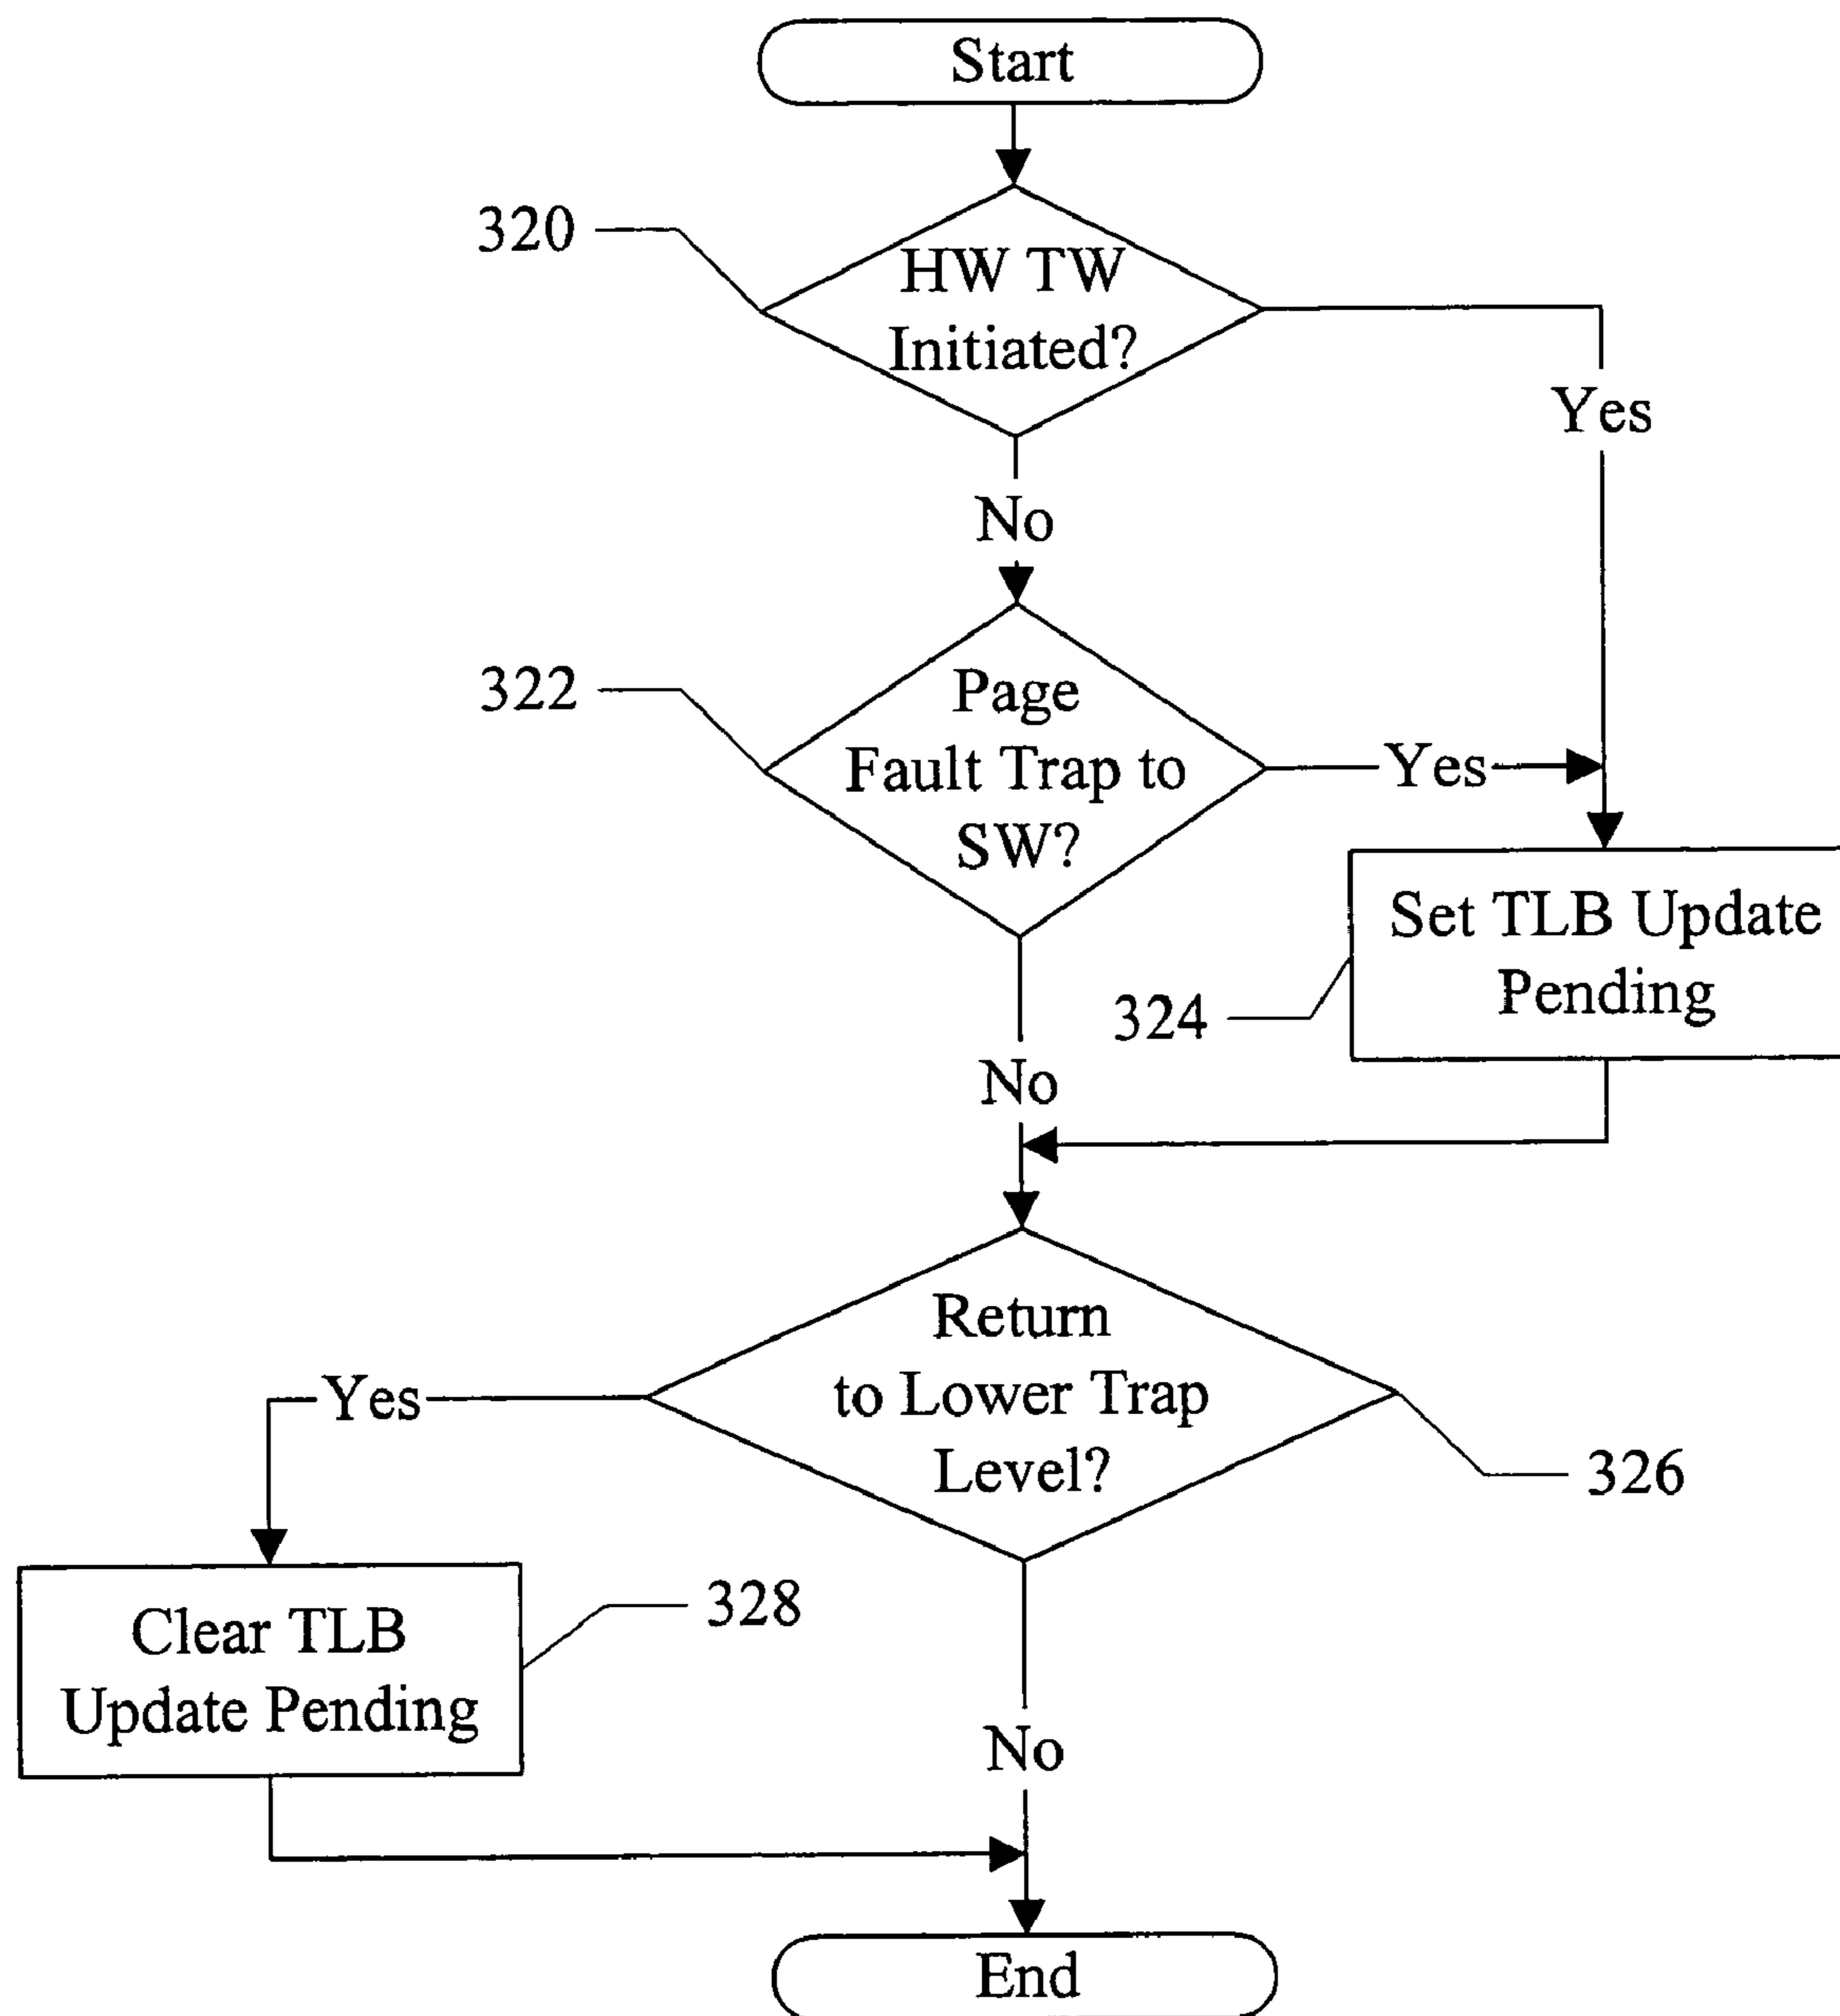 Start
320
HW TW
Initiated?
Yes
No
322
Page
Fault Trap to
SW?
Yes
Set TLB Update
Pending
324
No
Return
to Lower Trap
Level?
Yes
326
Clear TLB
Update Pending
328
No
End